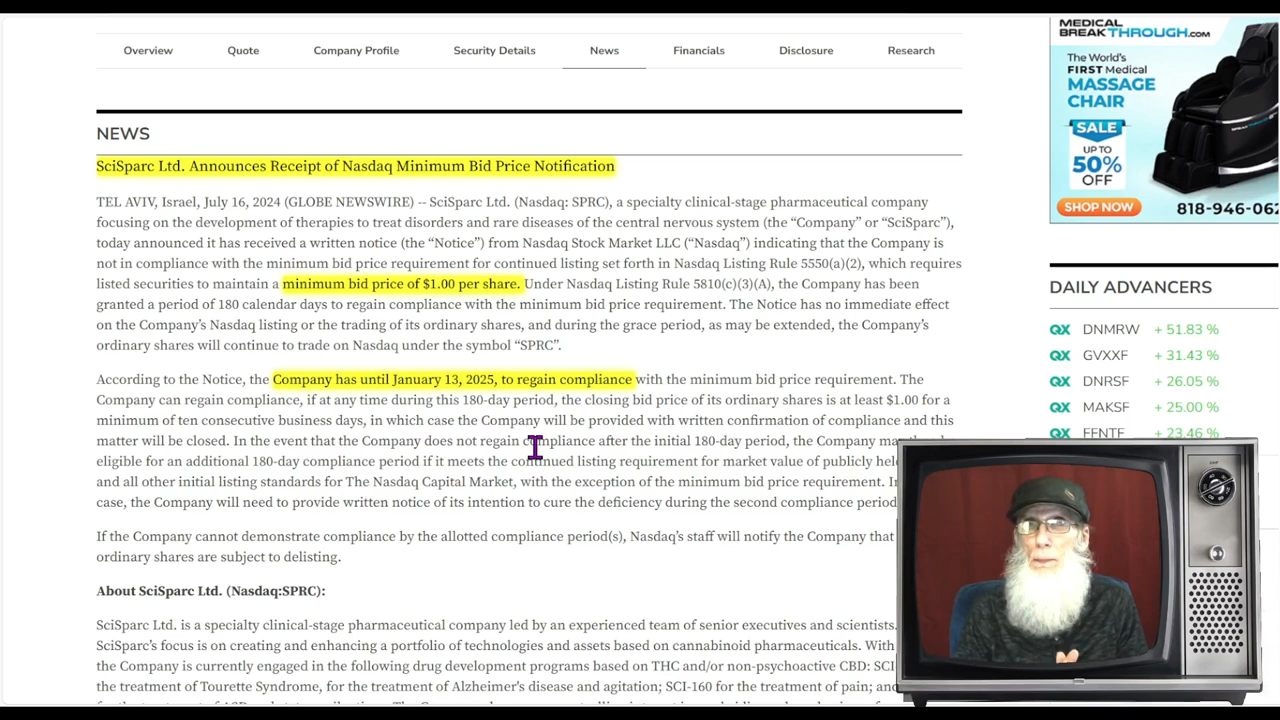 Overview Quote Company Profile Security Details News Financials Disclosure Research
NEWS
SciSparc Ltd. Announces Receipt of Nasdaq Minimum Bid Price Notification
TEL AVIV, Israel, July 16, 2024 (GLOBE NEWSWIRE) -- SciSparc Ltd. (Nasdaq: SPRC), a specialty clinical-stage pharmaceutical company
focusing on the development of therapies to treat disorders and rare diseases of the central nervous system (the “Company” or “SciSparc”),
today announced it has received a written notice (the “Notice”) from Nasdaq Stock Market LLC (“Nasdaq”) indicating that the Company is
not in compliance with the minimum bid price requirement for continued listing set forth in Nasdaq Listing Rule 5550(a)(2), which requires
listed securities to maintain a minimum bid price of $1.00 per share. Under Nasdaq Listing Rule 5810(c)(3)(A), the Company has been
granted a period of 180 calendar days to regain compliance with the minimum bid price requirement. The Notice has no immediate effect
on the Company’s Nasdaq listing or the trading of its ordinary shares, and during the grace period, as may be extended, the Company’s
ordinary shares will continue to trade on Nasdaq under the symbol “SPRC”.
According to the Notice, the Company has until January 13, 2025, to regain compliance with the minimum bid price requirement. The
Company can regain compliance, if at any time during this 180-day period, the closing bid price of its ordinary shares is at least $1.00 for a
minimum of ten consecutive business days, in which case the Company will be provided with written confirmation of compliance and this
matter will be closed. In the event that the Company does not regain compliance after the initial 180-day period, the Company may
eligible for an additional 180-day compliance period if it meets the continued listing requirement for market value of publicly
and all other initial listing standards for The Nasdaq Capital Market, with the exception of the minimum bid price requirement.
case, the Company will need to provide written notice of its intention to cure the deficiency during the second compliance period
If the Company cannot demonstrate compliance by the allotted compliance period(s), Nasdaq’s staff will notify the Company that
ordinary shares are subject to delisting.
About SciSparc Ltd. (Nasdaq:SPRC):
SciSparc Ltd. is a specialty clinical-stage pharmaceutical company led by an experienced team of senior executives and scientists.
SciSparc’s focus is on creating and enhancing a portfolio of technologies and assets based on cannabinoid pharmaceuticals. With
the Company is currently engaged in the following drug development programs based on THC and/or non-psychoactive CBD:
the treatment of Tourette Syndrome, for the treatment of Alzheimer's disease and agitation; SCI-160 for the treatment of pain;
MEDICAL
BREAKTHROUGH.COM
The World's
FIRST Medical
MASSAGE
CHAIR
SALE
UP TO
50%
OFF
SHOP NOW 818-946-062
DAILY ADVANCERS
QX DNMRW + 51.83 %
QX GVXXF + 31.43 %
QX DNRSF + 26.05 %
QX MAKSF + 25.00 %
QX FFNTF + 23.46 %